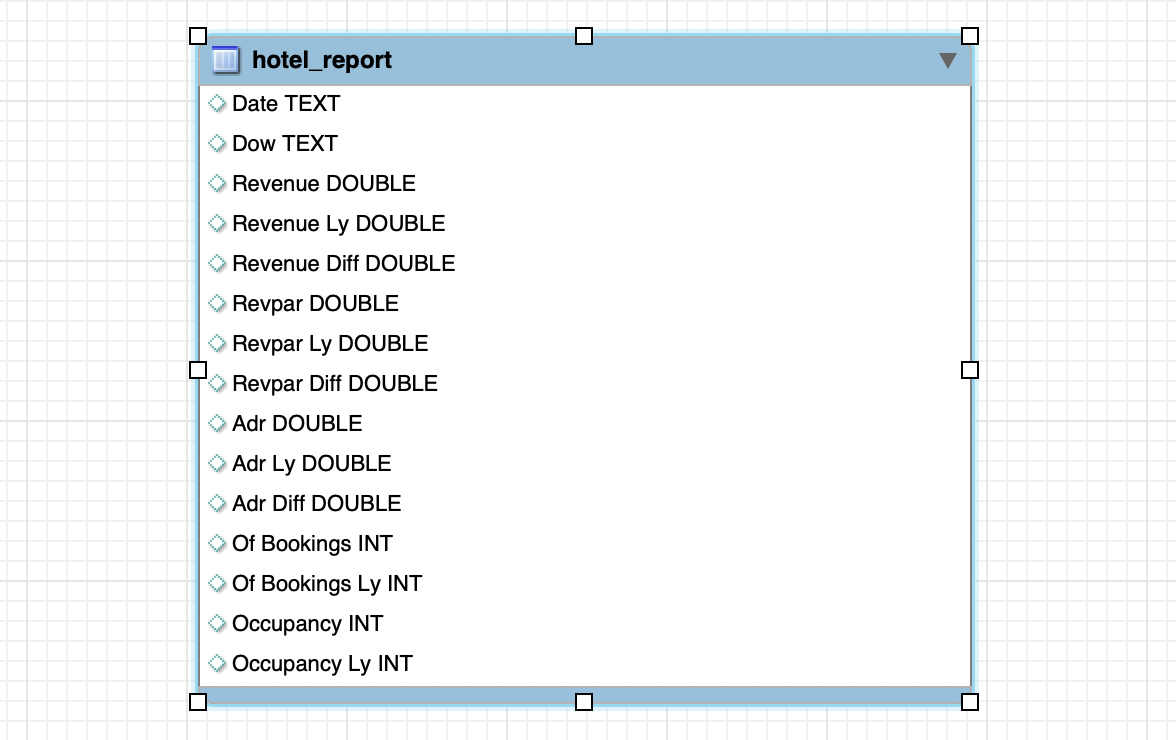 hotel_report
Date TEXT
Dow TEXT
Revenue DOUBLE
Revenue Ly DOUBLE
Revenue Diff DOUBLE
Revpar DOUBLE
Revpar Ly DOUBLE
Revpar Diff DOUBLE
Adr DOUBLE
Adr Ly DOUBLE
Adr Diff DOUBLE
Of Bookings INT
Of Bookings Ly INT
Occupancy INT
Occupancy Ly INT